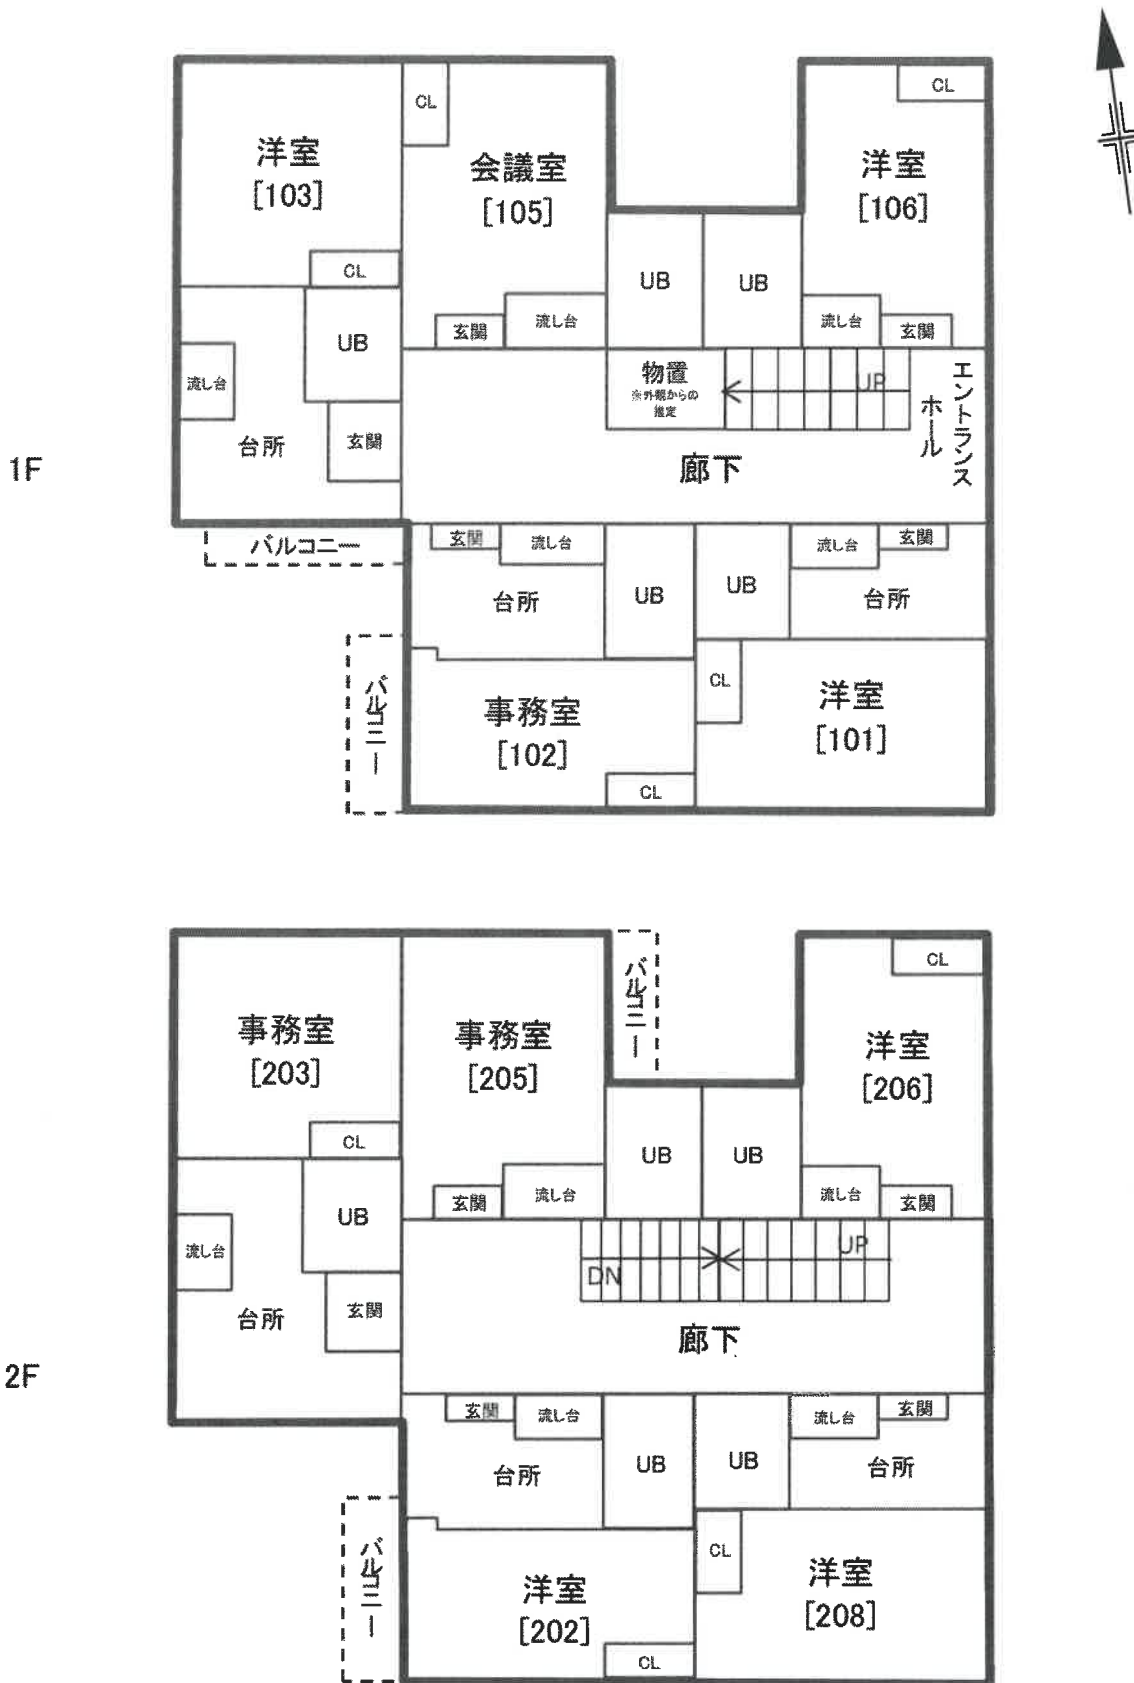 CL
CL
洋室
[103]
会議室
[105]
洋室
[106]
CL
UB
UB
玄関
流し台
流し台
玄関
UB
流し台
台所
玄関
物置
※外観からの
推定
UP
エントランス
ホール
1F
廊下
バルコニー
玄関
流し台
流し台
玄関
台所
UB
UB
台所
バルコニー
事務室
[102]
CL
CL
洋室
[101]
バルコニー
CL
事務室
[203]
事務室
[205]
洋室
[206]
CL
UB
UB
玄関
流し台
流し台
玄関
UB
流し台
台所
玄関
DN
UP
廊下
2F
玄関
流し台
流し台
玄関
台所
UB
UB
台所
バルコニー
洋室
[202]
CL
CL
洋室
[208]